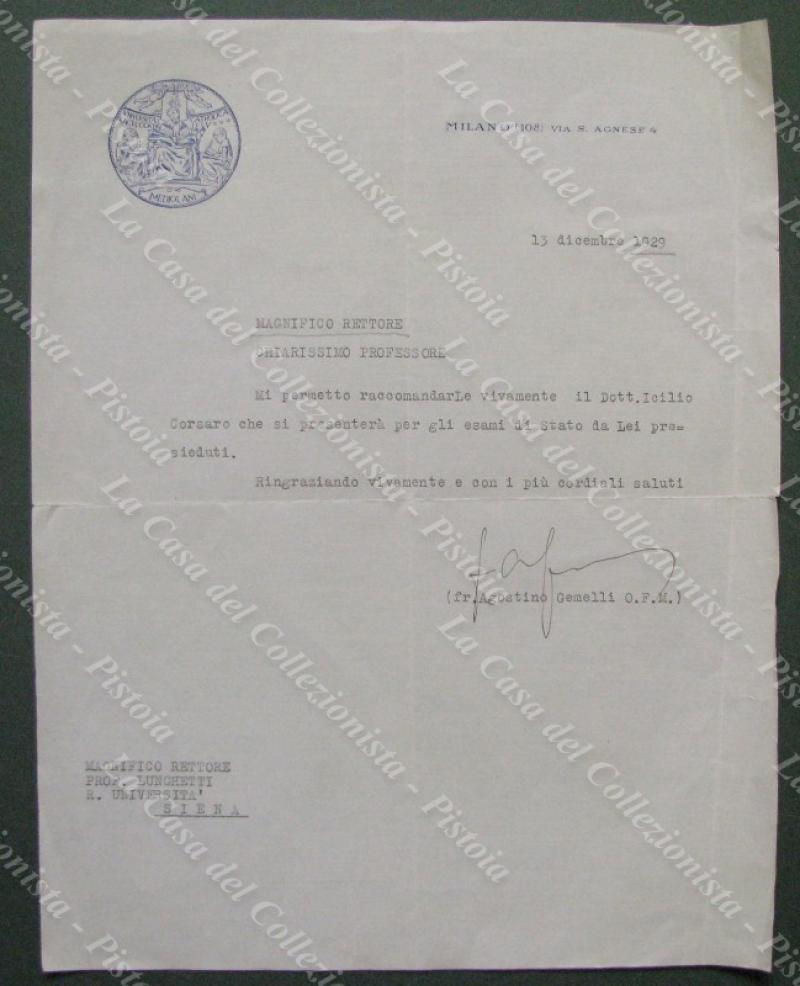 MEDIOLANI
MILANO (108) VIA S. AGNESE 4
13 dicembre 1929
MAGNIFICO RETTORE
CHIARISSIMO PROFESSORE
Mi permetto raccomandarLe vivamente il Dott.Icilio
Corsaro che si presenterà per gli esami di Stato da Lei pre=
sieduti.
Ringraziando vivamente e con i più cordiali saluti
(fr.Agostino Gemelli O.F.M.)
MAGNIFICO RETTORE
PROF. LUNGHETTI
R. UNIVERSITA'
SIENA
La Casa del Collezionista - Pistoia